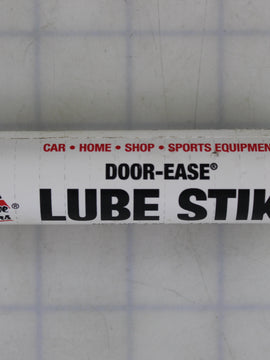 CAR • HOME • SHOP • SPORTS EQUIPMEN
DOOR-EASE®
LUBE STIK
®